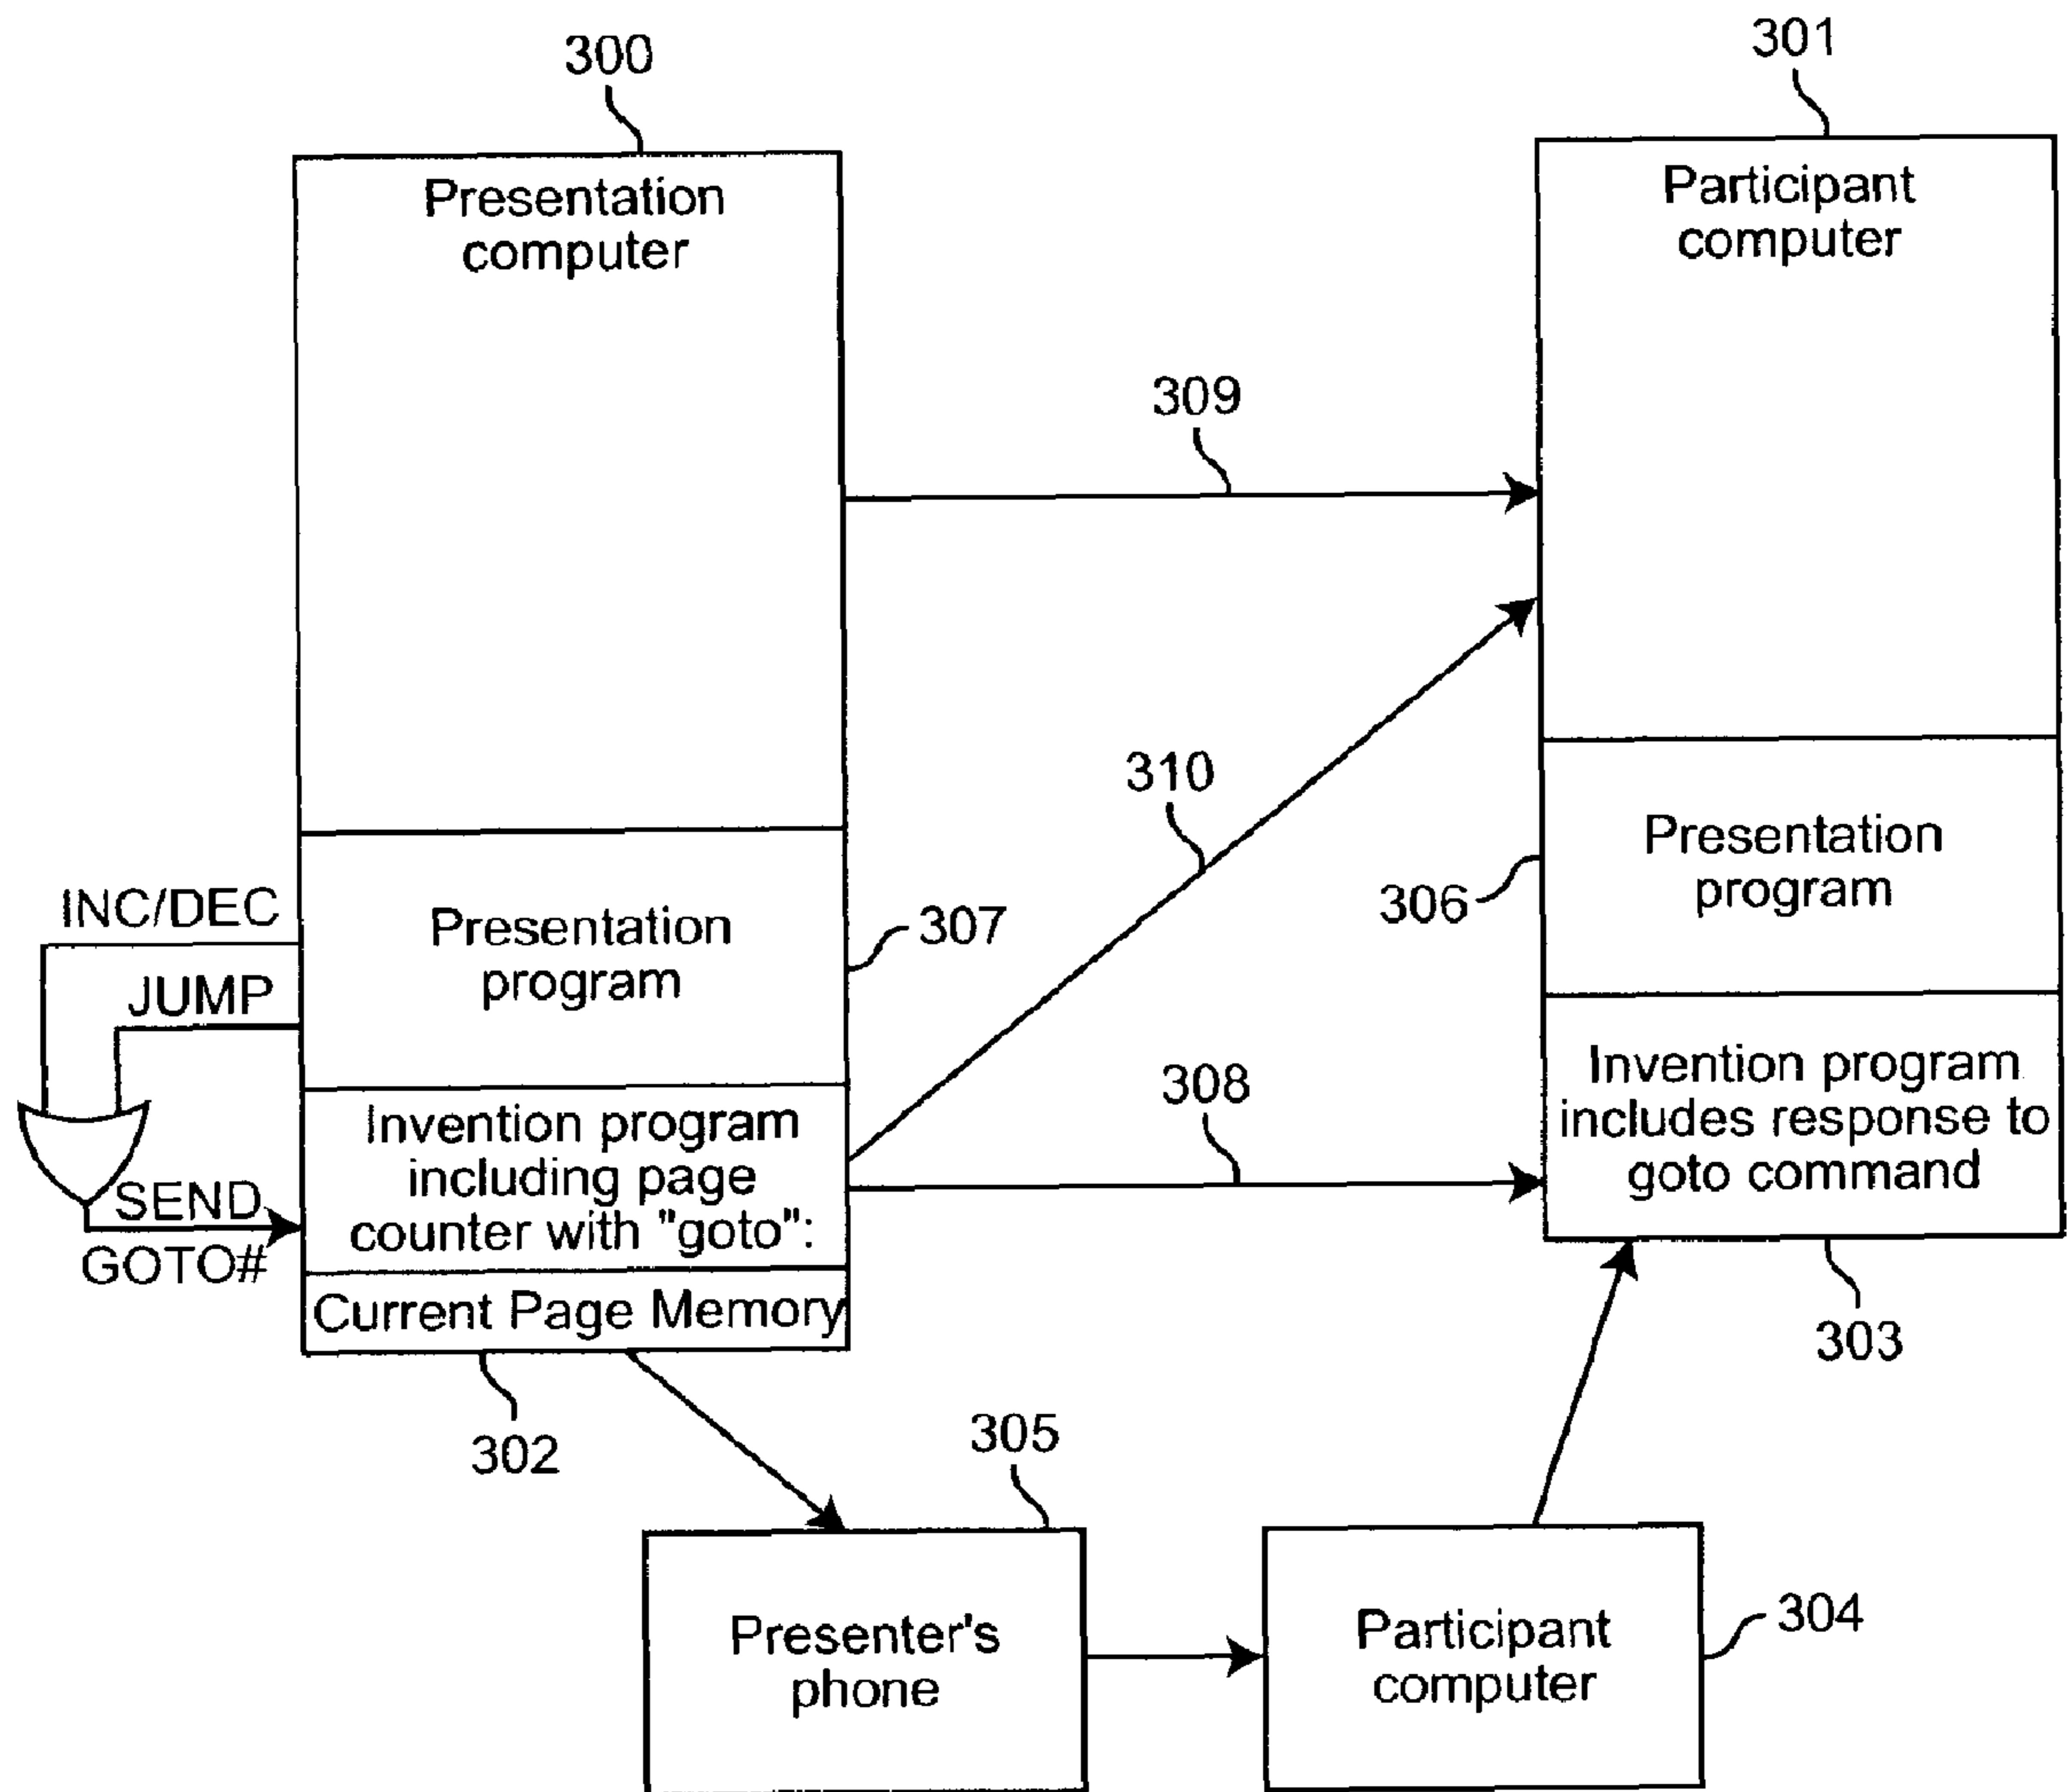 300
301
Presentation
computer
Participant
computer
309
310
INC/DEC
JUMP
Presentation
program
307
306
Presentation
program
308
Invention program
including page
counter with "goto":
SEND
GOTO#
Current Page Memory
Invention program
includes response to
goto command
302
303
305
304
Presenter's
phone
Participant
computer